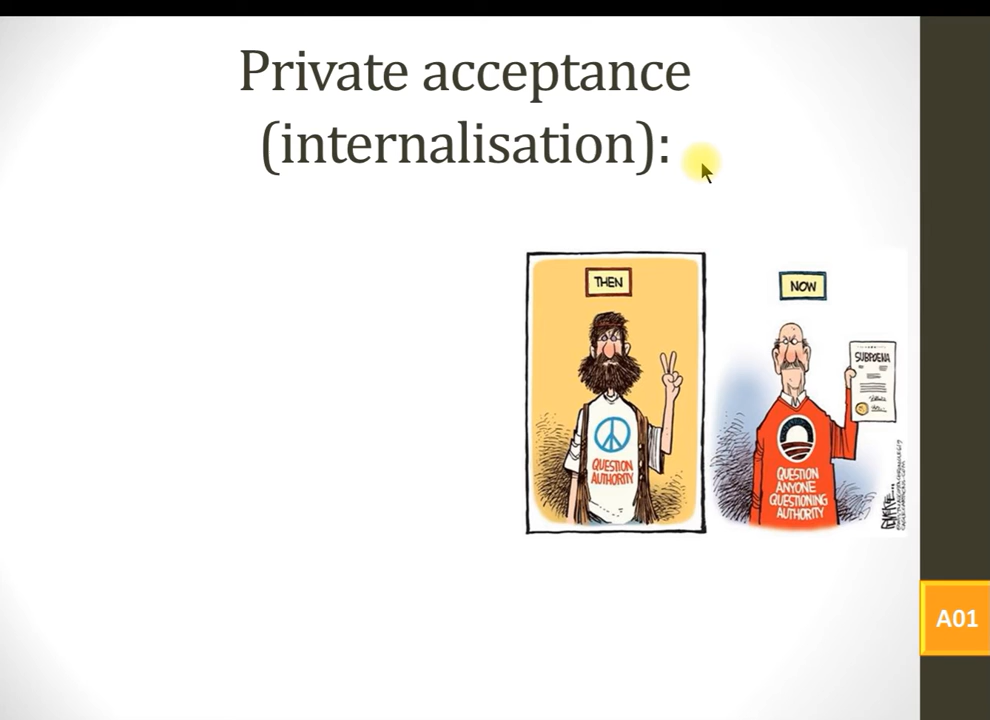 Private acceptance
(internalisation):
THEN
QUESTION
AUTHORITY
NOW
SUBPOENA
QUESTION
ANYONE
QUESTIONING
AUTHORITY
A01